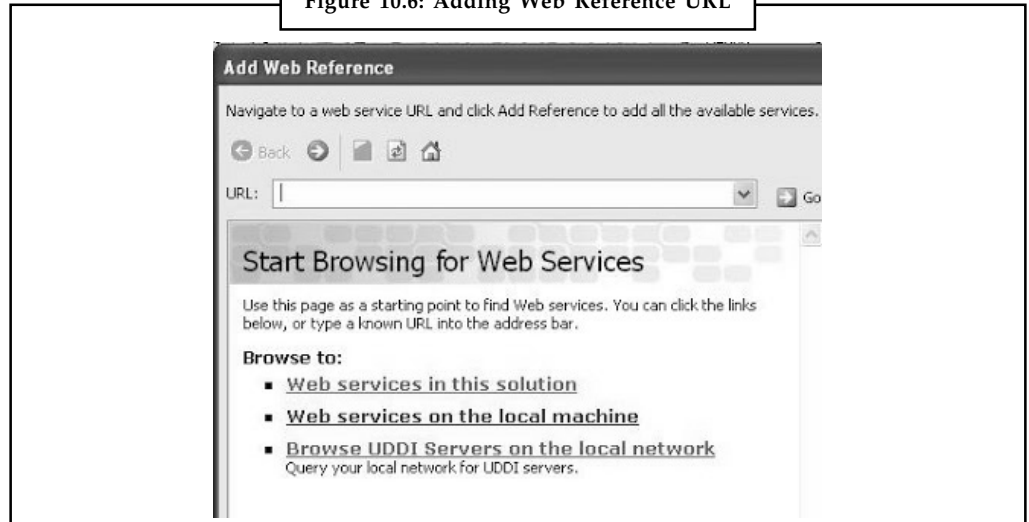 Figure 10.6: Adding Web Reference URL
Add Web Reference
Navigate to a web service URL and click Add Reference to add all the available services.
Back
URL:
Go
Start Browsing for Web Services
Use this page as a starting point to find Web services. You can click the links
below, or type a known URL into the address bar.
Browse to:
Web services in this solution
Web services on the local machine
Browse UDDI Servers on the local network
Query your local network for UDDI servers.